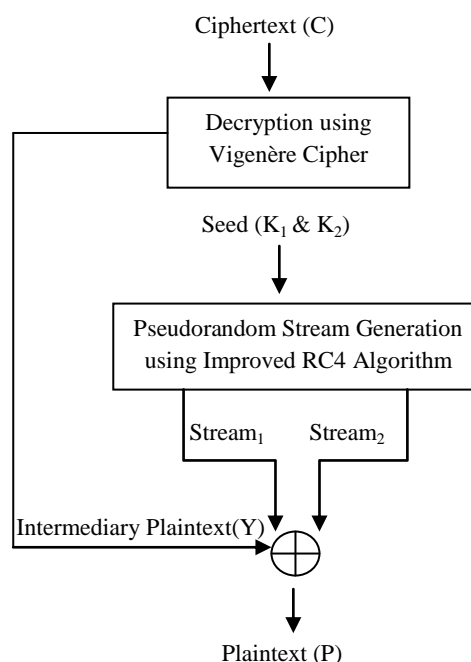 Ciphertext (C)
Decryption using
Vigenère Cipher
Seed (K₁ & K₂)
Pseudorandom Stream Generation
using Improved RC4 Algorithm
Stream₁ Stream₂
Intermediary Plaintext(Y)
Plaintext (P)